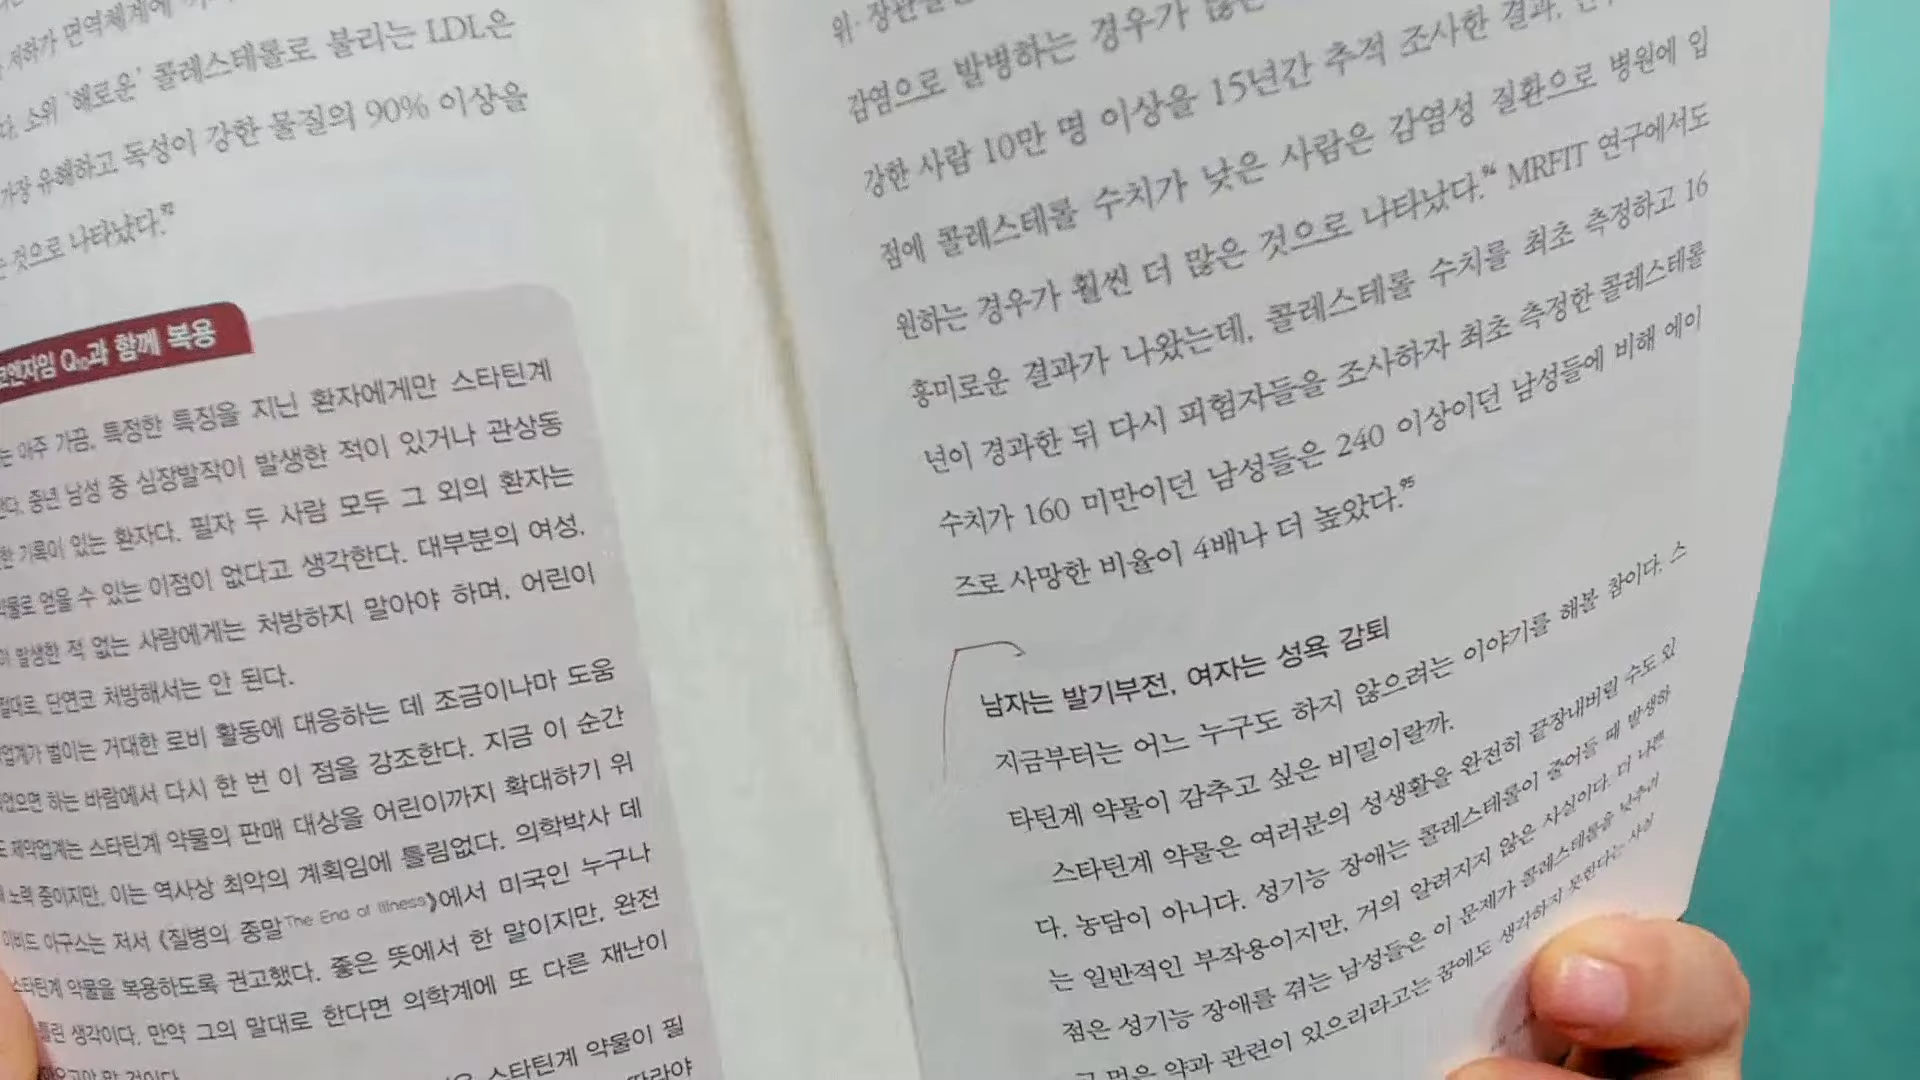 저하가 면역체계에
다. 소위 '해로운' 콜레스테롤로 불리는 LDL은
가장 유해하고 독성이 강한 물질의 90% 이상을
는 것으로 나타났다.⁹²
코엔자임 Q₁₀과 함께 복용
는 아주 가끔, 특정한 특징을 지닌 환자에게만 스타틴계
한다. 중년 남성 중 심장발작이 발생한 적이 있거나 관상동
한 기록이 있는 환자다. 필자 두 사람 모두 그 외의 환자는
약물로 얻을 수 있는 이점이 없다고 생각한다. 대부분의 여성,
이 발생한 적 없는 사람에게는 처방하지 말아야 하며, 어린이
절대로, 단연코 처방해서는 안 된다.
업계가 벌이는 거대한 로비 활동에 대응하는 데 조금이나마 도움
었으면 하는 바람에서 다시 한 번 이 점을 강조한다. 지금 이 순간
도 제약업계는 스타틴계 약물의 판매 대상을 어린이까지 확대하기 위
해 노력 중이지만, 이는 역사상 최악의 계획임에 틀림없다. 의학박사 데
이비드 아구스는 저서 《질병의 종말The End of Illness》에서 미국인 누구나
스타틴계 약물을 복용하도록 권고했다. 좋은 뜻에서 한 말이지만, 완전
틀린 생각이다. 만약 그의 말대로 한다면 의학계에 또 다른 재난이
스타틴계 약물이 필
따라야
위·장관
감염으로 발병하는 경우가 많은
강한 사람 10만 명 이상을 15년간 추적 조사한 결과,
점에 콜레스테롤 수치가 낮은 사람은 감염성 질환으로 병원에 입
원하는 경우가 훨씬 더 많은 것으로 나타났다.⁹⁴ MRFIT 연구에서도
흥미로운 결과가 나왔는데, 콜레스테롤 수치를 최초 측정하고 16
년이 경과한 뒤 다시 피험자들을 조사하자 최초 측정한 콜레스테롤
수치가 160 미만이던 남성들은 240 이상이던 남성들에 비해 에이
즈로 사망한 비율이 4배나 더 높았다.⁹⁵
남자는 발기부전, 여자는 성욕 감퇴
지금부터는 어느 누구도 하지 않으려는 이야기를 해볼 참이다. 스
타틴계 약물이 감추고 싶은 비밀이랄까.
스타틴계 약물은 여러분의 성생활을 완전히 끝장내버릴 수도 있
다. 농담이 아니다. 성기능 장애는 콜레스테롤이 줄어들 때 발생하
는 일반적인 부작용이지만, 거의 알려지지 않은 사실이다. 더 나쁜
점은 성기능 장애를 겪는 남성들은 이 문제가 콜레스테롤을 낮추려
고 먹은 약과 관련이 있으리라고는 꿈에도 생각하지 못한다는 사실